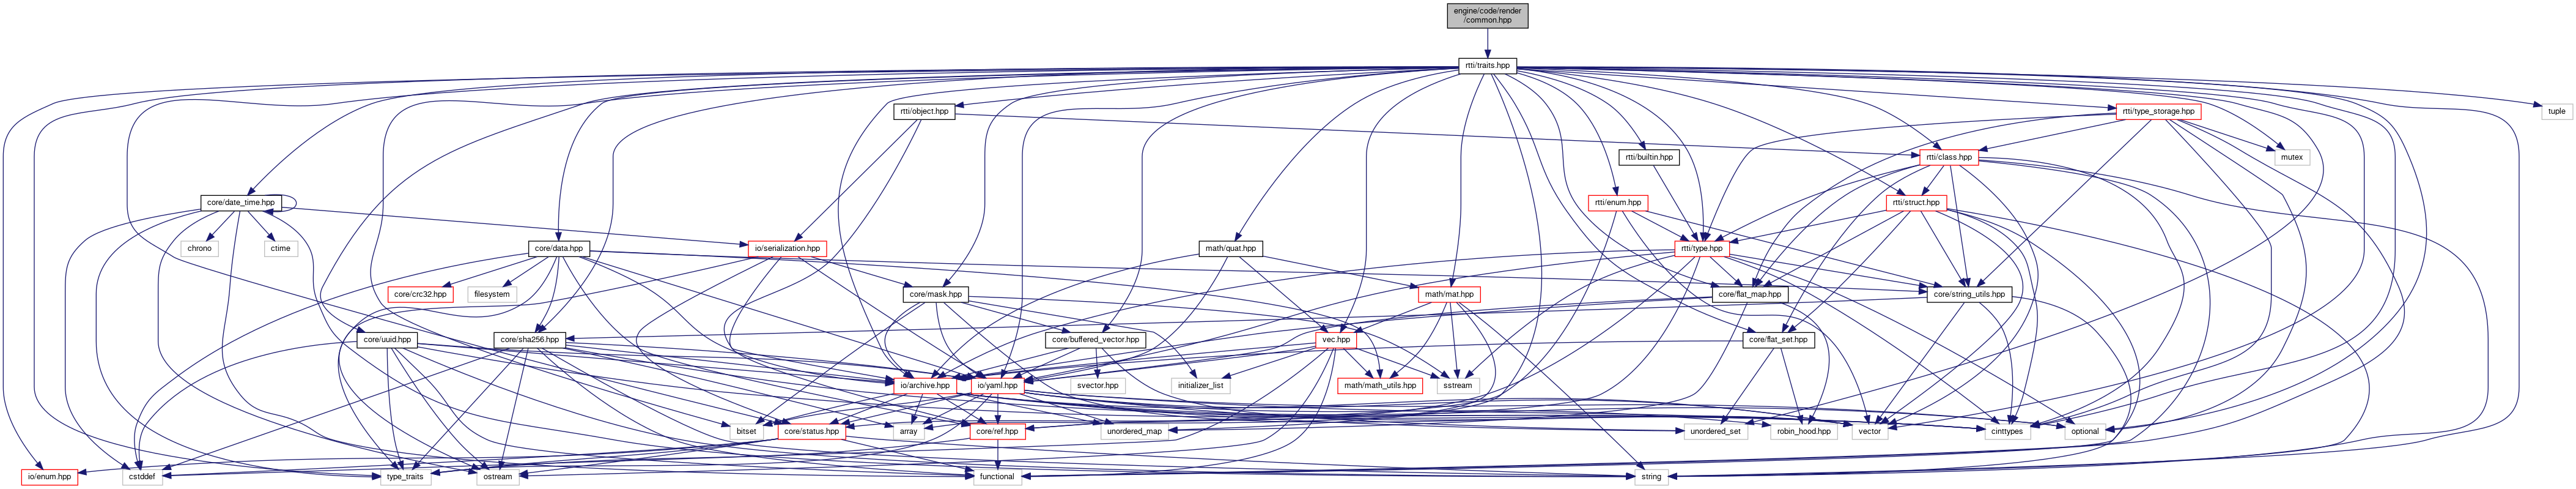 engine/code/render
/common.hpp
rtti/traits.hpp
rtti/object.hpp
rtti/type_storage.hpp
tuple
rtti/builtin.hpp
rtti/class.hpp
mutex
core/date_time.hpp
rtti/enum.hpp
rtti/struct.hpp
chrono
ctime
core/data.hpp
io/serialization.hpp
math/quat.hpp
rtti/type.hpp
core/crc32.hpp
filesystem
core/mask.hpp
math/mat.hpp
core/flat_map.hpp
core/string_utils.hpp
core/uuid.hpp
core/sha256.hpp
core/buffered_vector.hpp
vec.hpp
core/flat_set.hpp
io/archive.hpp
io/yaml.hpp
svector.hpp
initializer_list
math/math_utils.hpp
sstream
bitset
core/status.hpp
array
core/ref.hpp
unordered_map
unordered_set
robin_hood.hpp
vector
cinttypes
optional
io/enum.hpp
cstddef
type_traits
ostream
functional
string